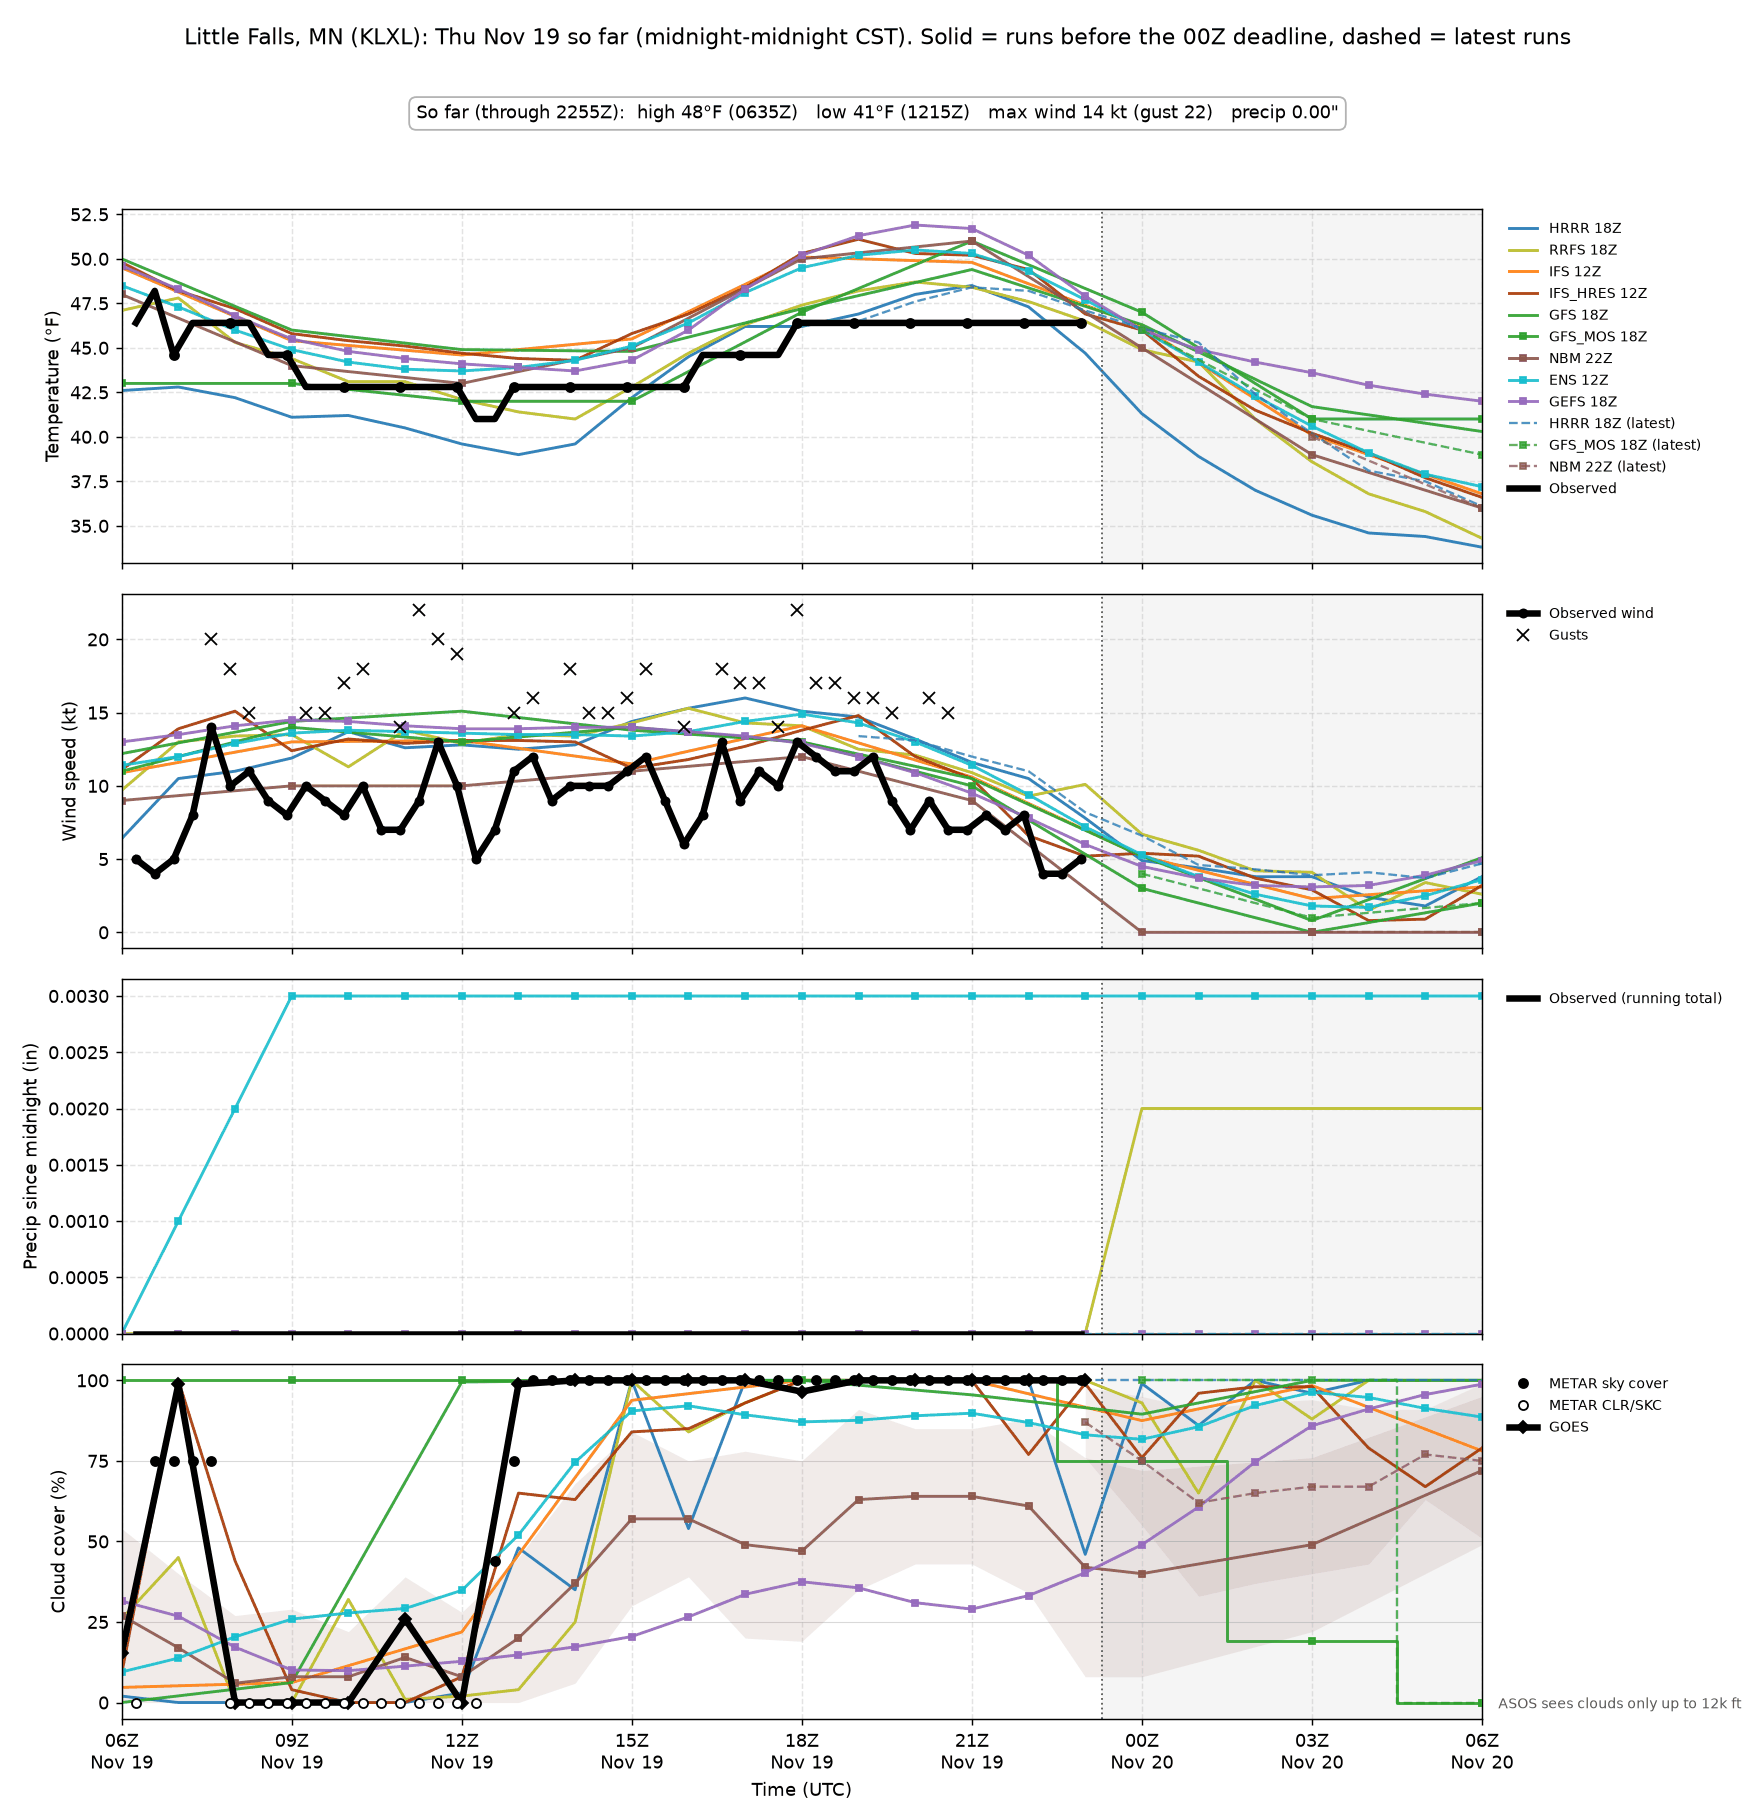 Little Falls, MN (KLXL): Thu Nov 19 so far (midnight-midnight CST). Solid = runs before the 00Z deadline, dashed = latest runs
So far (through 2255Z):  high 48°F (0635Z)   low 41°F (1215Z)   max wind 14 kt (gust 22)   precip 0.00"
Temperature (°F)
52.5
50.0
47.5
45.0
42.5
40.0
37.5
35.0
HRRR 18Z
RRFS 18Z
IFS 12Z
IFS_HRES 12Z
GFS 18Z
GFS_MOS 18Z
NBM 22Z
ENS 12Z
GEFS 18Z
HRRR 18Z (latest)
GFS_MOS 18Z (latest)
NBM 22Z (latest)
Observed
Wind speed (kt)
20
15
10
5
0
Observed wind
Gusts
Precip since midnight (in)
0.0030
0.0025
0.0020
0.0015
0.0010
0.0005
0.0000
Observed (running total)
Cloud cover (%)
100
75
50
25
0
METAR sky cover
METAR CLR/SKC
GOES
ASOS sees clouds only up to 12k ft
06Z
Nov 19
09Z
Nov 19
12Z
Nov 19
15Z
Nov 19
18Z
Nov 19
21Z
Nov 19
00Z
Nov 20
03Z
Nov 20
06Z
Nov 20
Time (UTC)